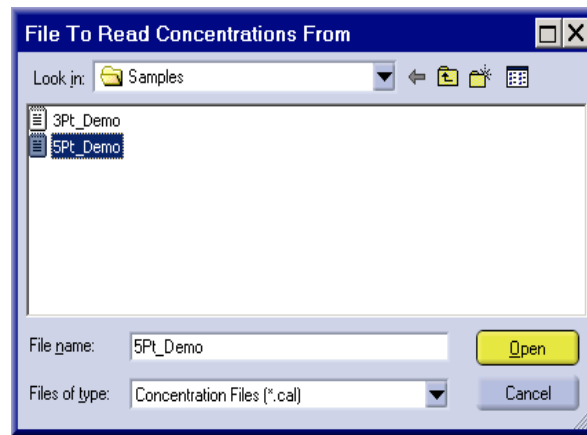 File To Read Concentrations From
Look in: Samples
3Pt_Demo
5Pt_Demo
File name: 5Pt_Demo Open
Files of type: Concentration Files (*.cal) Cancel